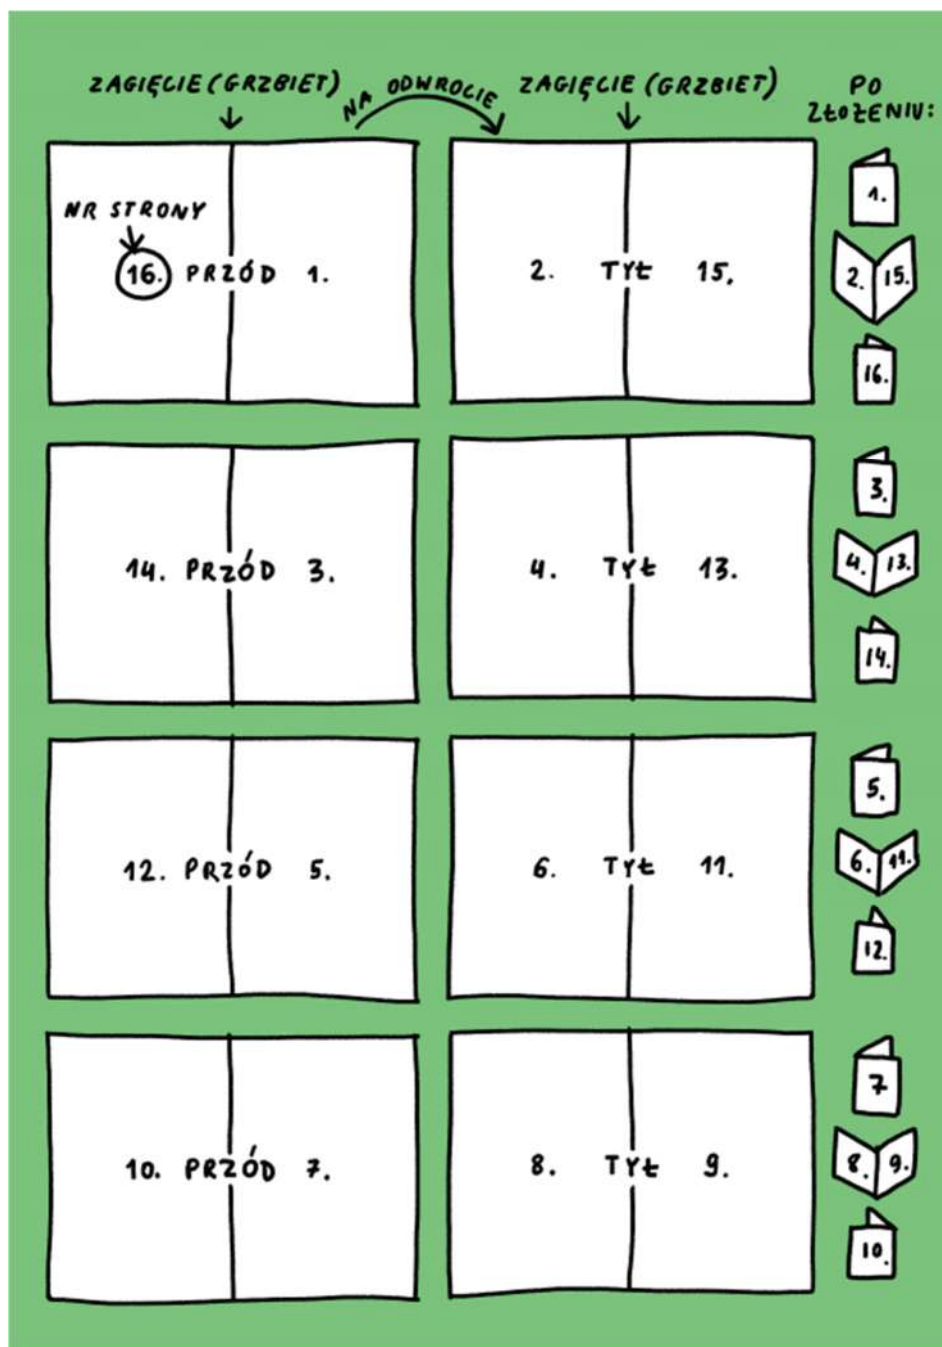 ZAGIĘCIE (GRZBIET)
NA ODWROCIE
ZAGIĘCIE (GRZBIET)
PO
ZŁOŻENIU:
NR STRONY
16. PRZÓD 1.
2. TYŁ 15.
1.
2. 15.
16.
14. PRZÓD 3.
4. TYŁ 13.
3.
4. 13.
14.
12. PRZÓD 5.
6. TYŁ 11.
5.
6. 11.
12.
10. PRZÓD 7.
8. TYŁ 9.
7
8. 9.
10.